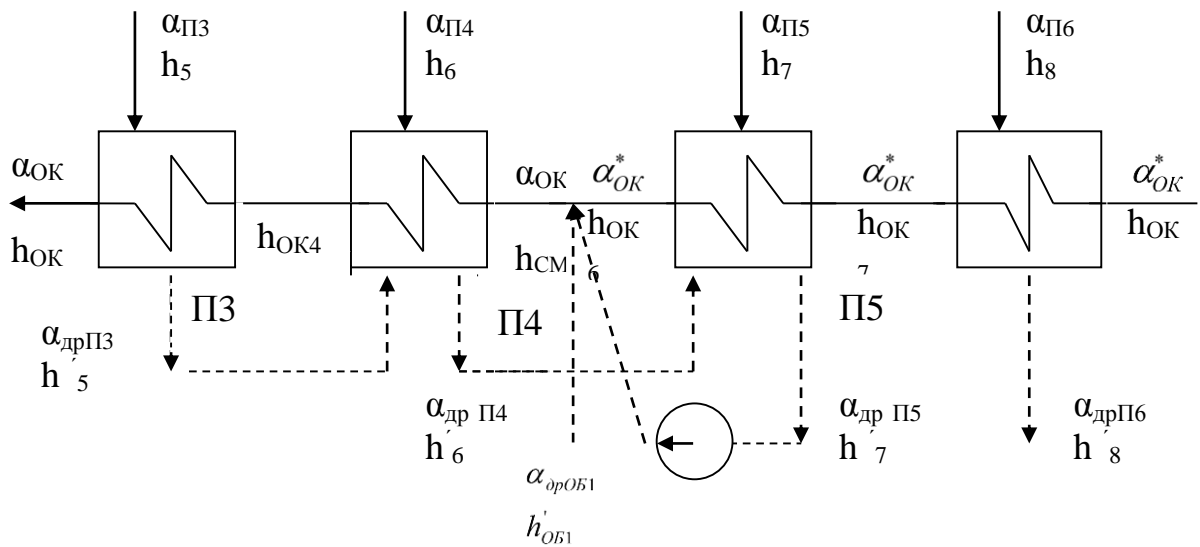 αП3
h5
αП4
h6
αП5
h7
αП6
h8
αОК
αОК
α*ОК
α*ОК
α*ОК
hОК
hОК4
hСМ
hОК
6
hОК
7
hОК
П3
П4
П5
αдрП3
h´5
αдр П4
h´6
αдр П5
h´7
αдрП6
h´8
αдрОБ1
h'ОБ1